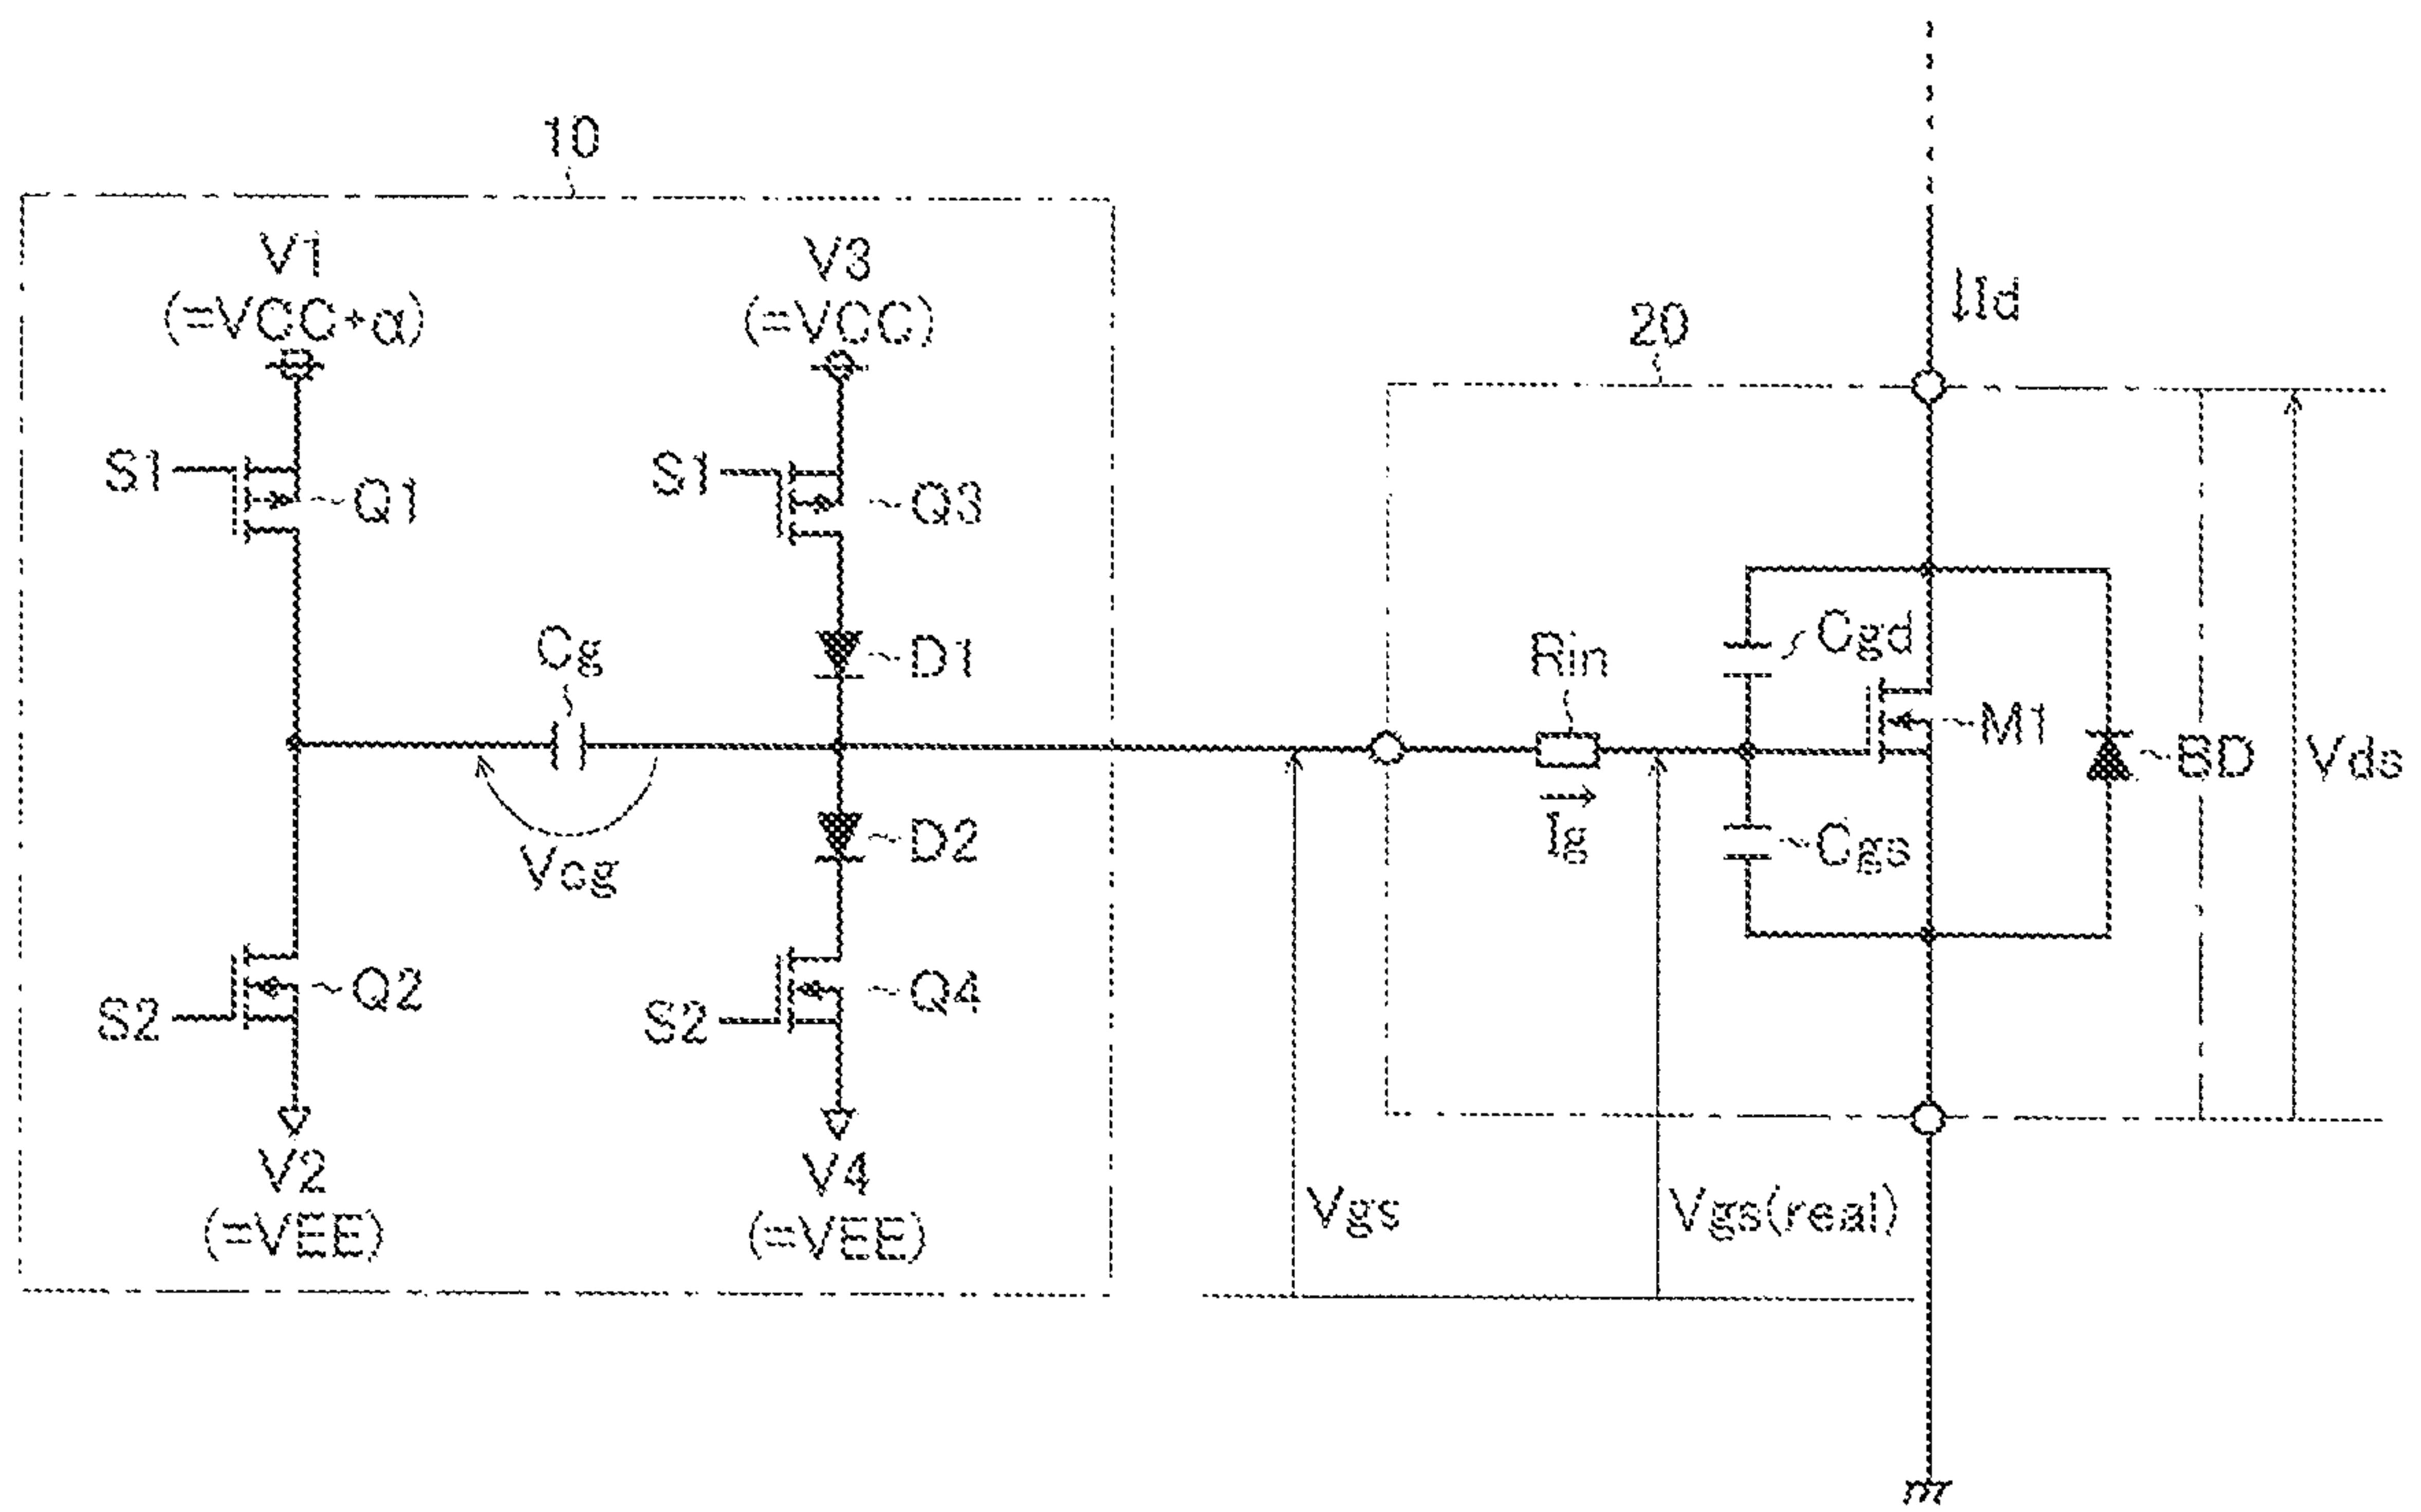 10
V1
(=VCC+α)
V3
(=VCC)
S1
Q1
S1
Q3
Cg
D1
Vcg
D2
S2
Q2
S2
Q4
V2
(=VEE)
V4
(=VEE)
20
↓Id
Rin
Ig
Cgd
M1
Cgs
BD
Vds
Vgs
Vgs(real)